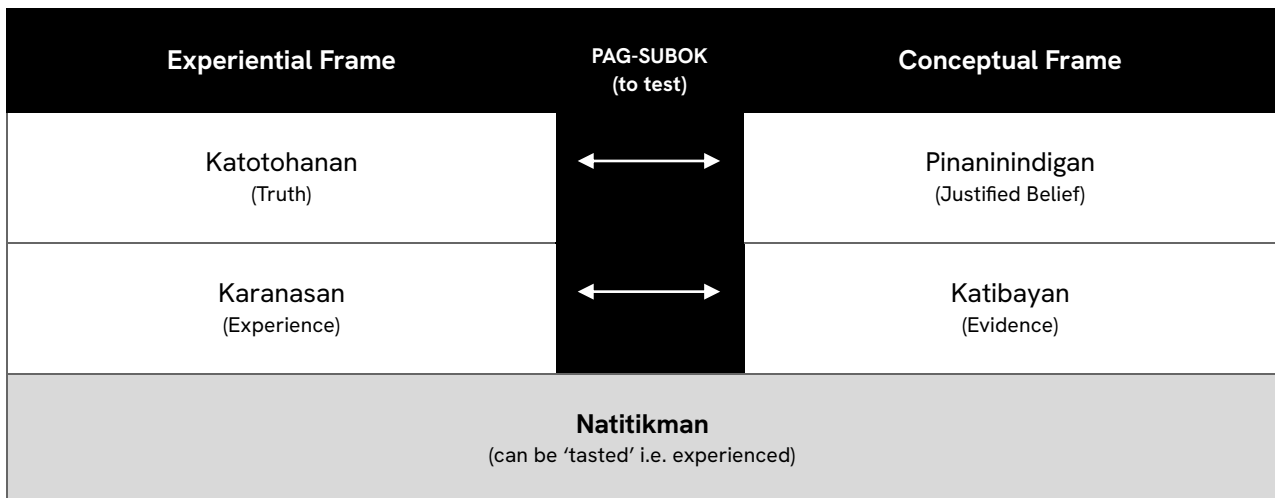 Experiential Frame
PAG-SUBOK
(to test)
Conceptual Frame
Katotohanan
(Truth)
Pinaninindigan
(Justified Belief)
Karanasan
(Experience)
Katibayan
(Evidence)
Natitikman
(can be ‘tasted’ i.e. experienced)